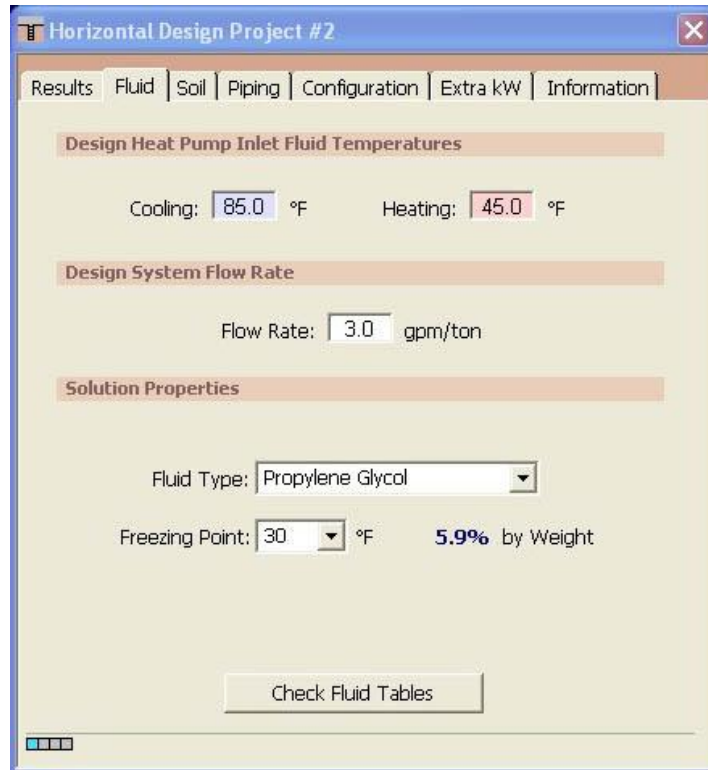 Horizontal Design Project #2
Results Fluid Soil Piping Configuration Extra kW Information
Design Heat Pump Inlet Fluid Temperatures
Cooling: 85.0 °F Heating: 45.0 °F
Design System Flow Rate
Flow Rate: 3.0 gpm/ton
Solution Properties
Fluid Type: Propylene Glycol
Freezing Point: 30 °F 5.9% by Weight
Check Fluid Tables